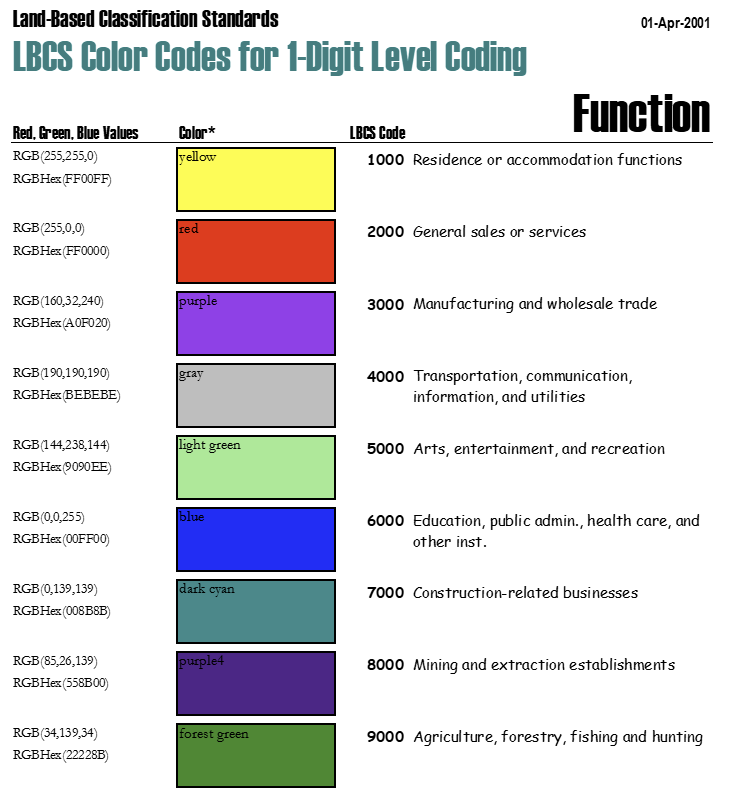 Land-Based Classification Standards
01-Apr-2001
LBCS Color Codes for 1-Digit Level Coding
Function
Red, Green, Blue Values Color* LBCS Code
RGB(255,255,0) yellow 1000 Residence or accommodation functions
RGBHex(FF00FF)
RGB(255,0,0) red 2000 General sales or services
RGBHex(FF0000)
RGB(160,32,240) purple 3000 Manufacturing and wholesale trade
RGBHex(A0F020)
RGB(190,190,190) gray 4000 Transportation, communication,
RGBHex(BEBEBE) information, and utilities
RGB(144,238,144) light green 5000 Arts, entertainment, and recreation
RGBHex(9090EE)
RGB(0,0,255) blue 6000 Education, public admin., health care, and
RGBHex(00FF00) other inst.
RGB(0,139,139) dark cyan 7000 Construction-related businesses
RGBHex(008B8B)
RGB(85,26,139) purple4 8000 Mining and extraction establishments
RGBHex(558B00)
RGB(34,139,34) forest green 9000 Agriculture, forestry, fishing and hunting
RGBHex(22228B)